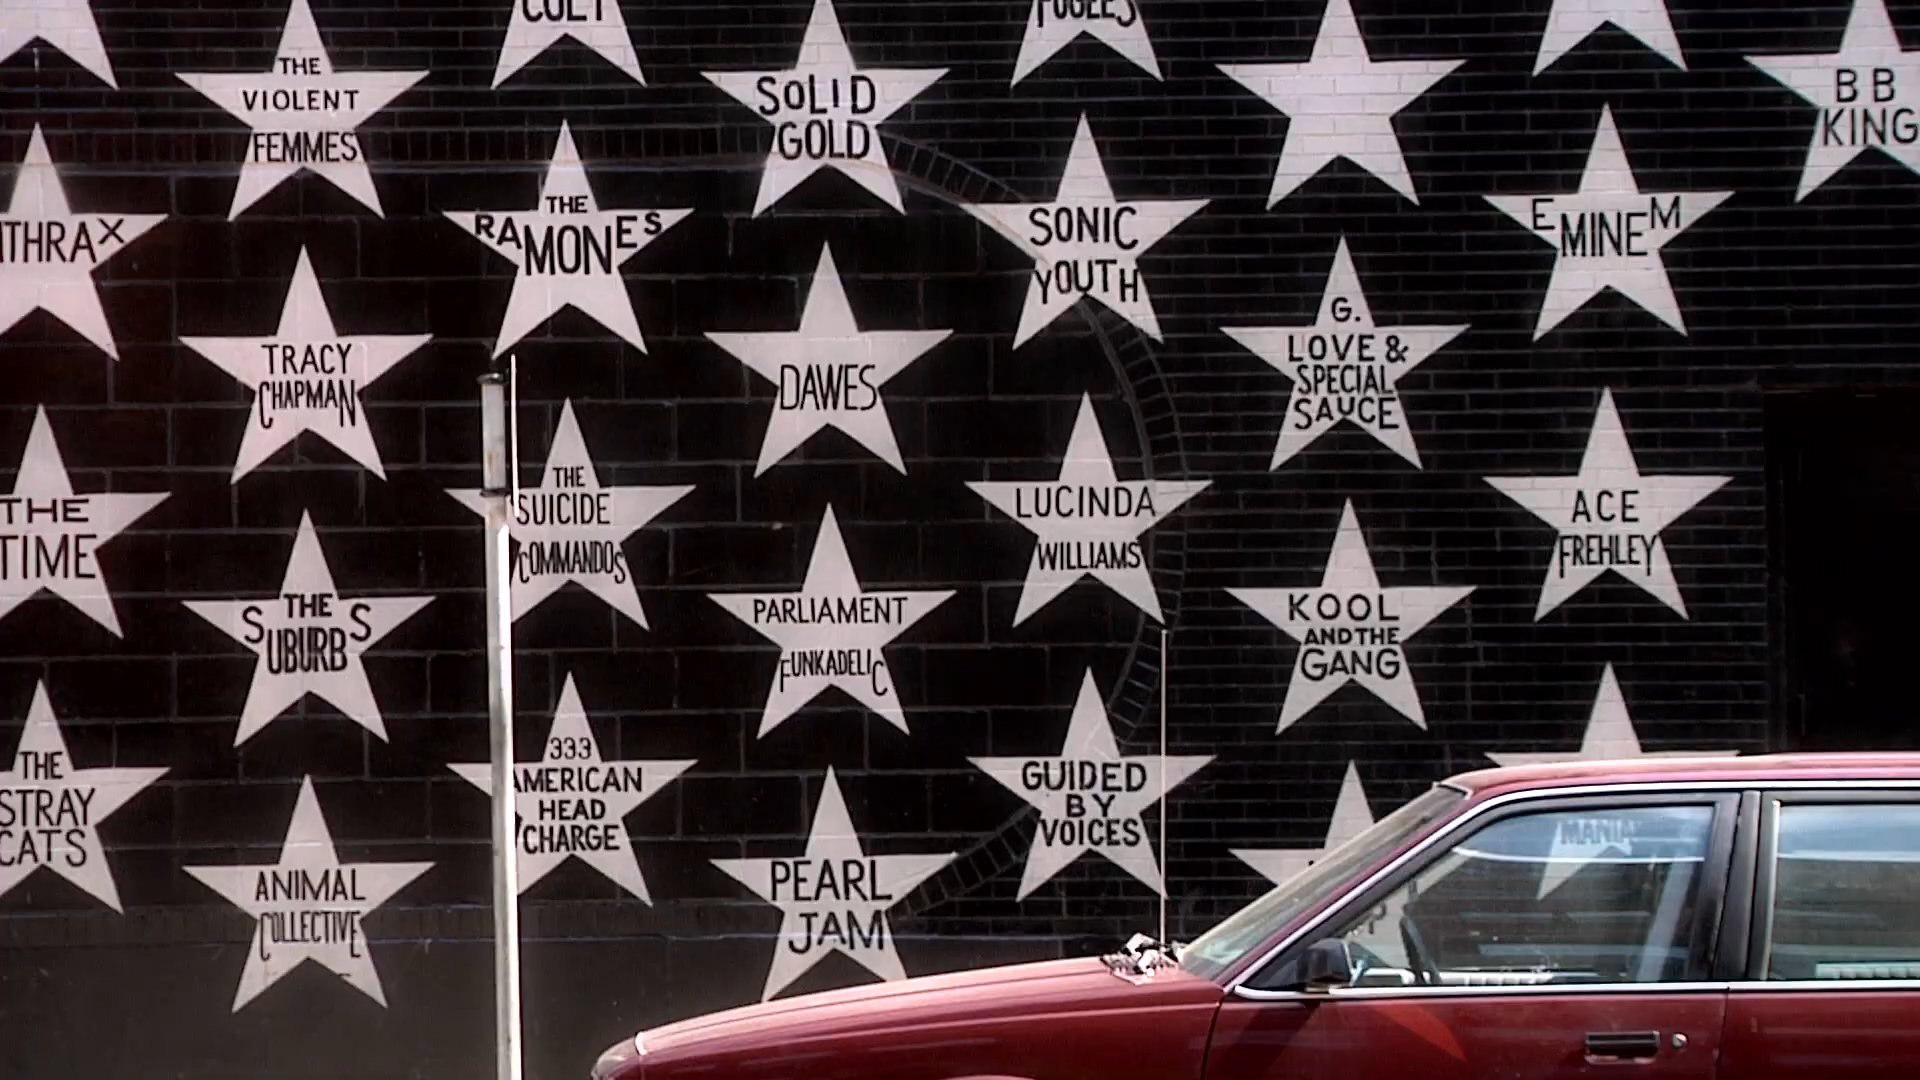 CULT
FUGEES
THE
VIOLENT
FEMMES
SOLID
GOLD
B B
KING
THE
RAMONES
SONIC
YOUTH
EMINEM
THRAX
TRACY
CHAPMAN
DAWES
G.
LOVE &
SPECIAL
SAUCE
THE
TIME
THE
SUICIDE
COMMANDOS
LUCINDA
WILLIAMS
ACE
FREHLEY
THE
SUBURBS
PARLIAMENT
FUNKADELIC
KOOL
AND THE
GANG
THE
STRAY
CATS
333
AMERICAN
HEAD
CHARGE
GUIDED
BY
VOICES
MANIA
ANIMAL
COLLECTIVE
PEARL
JAM